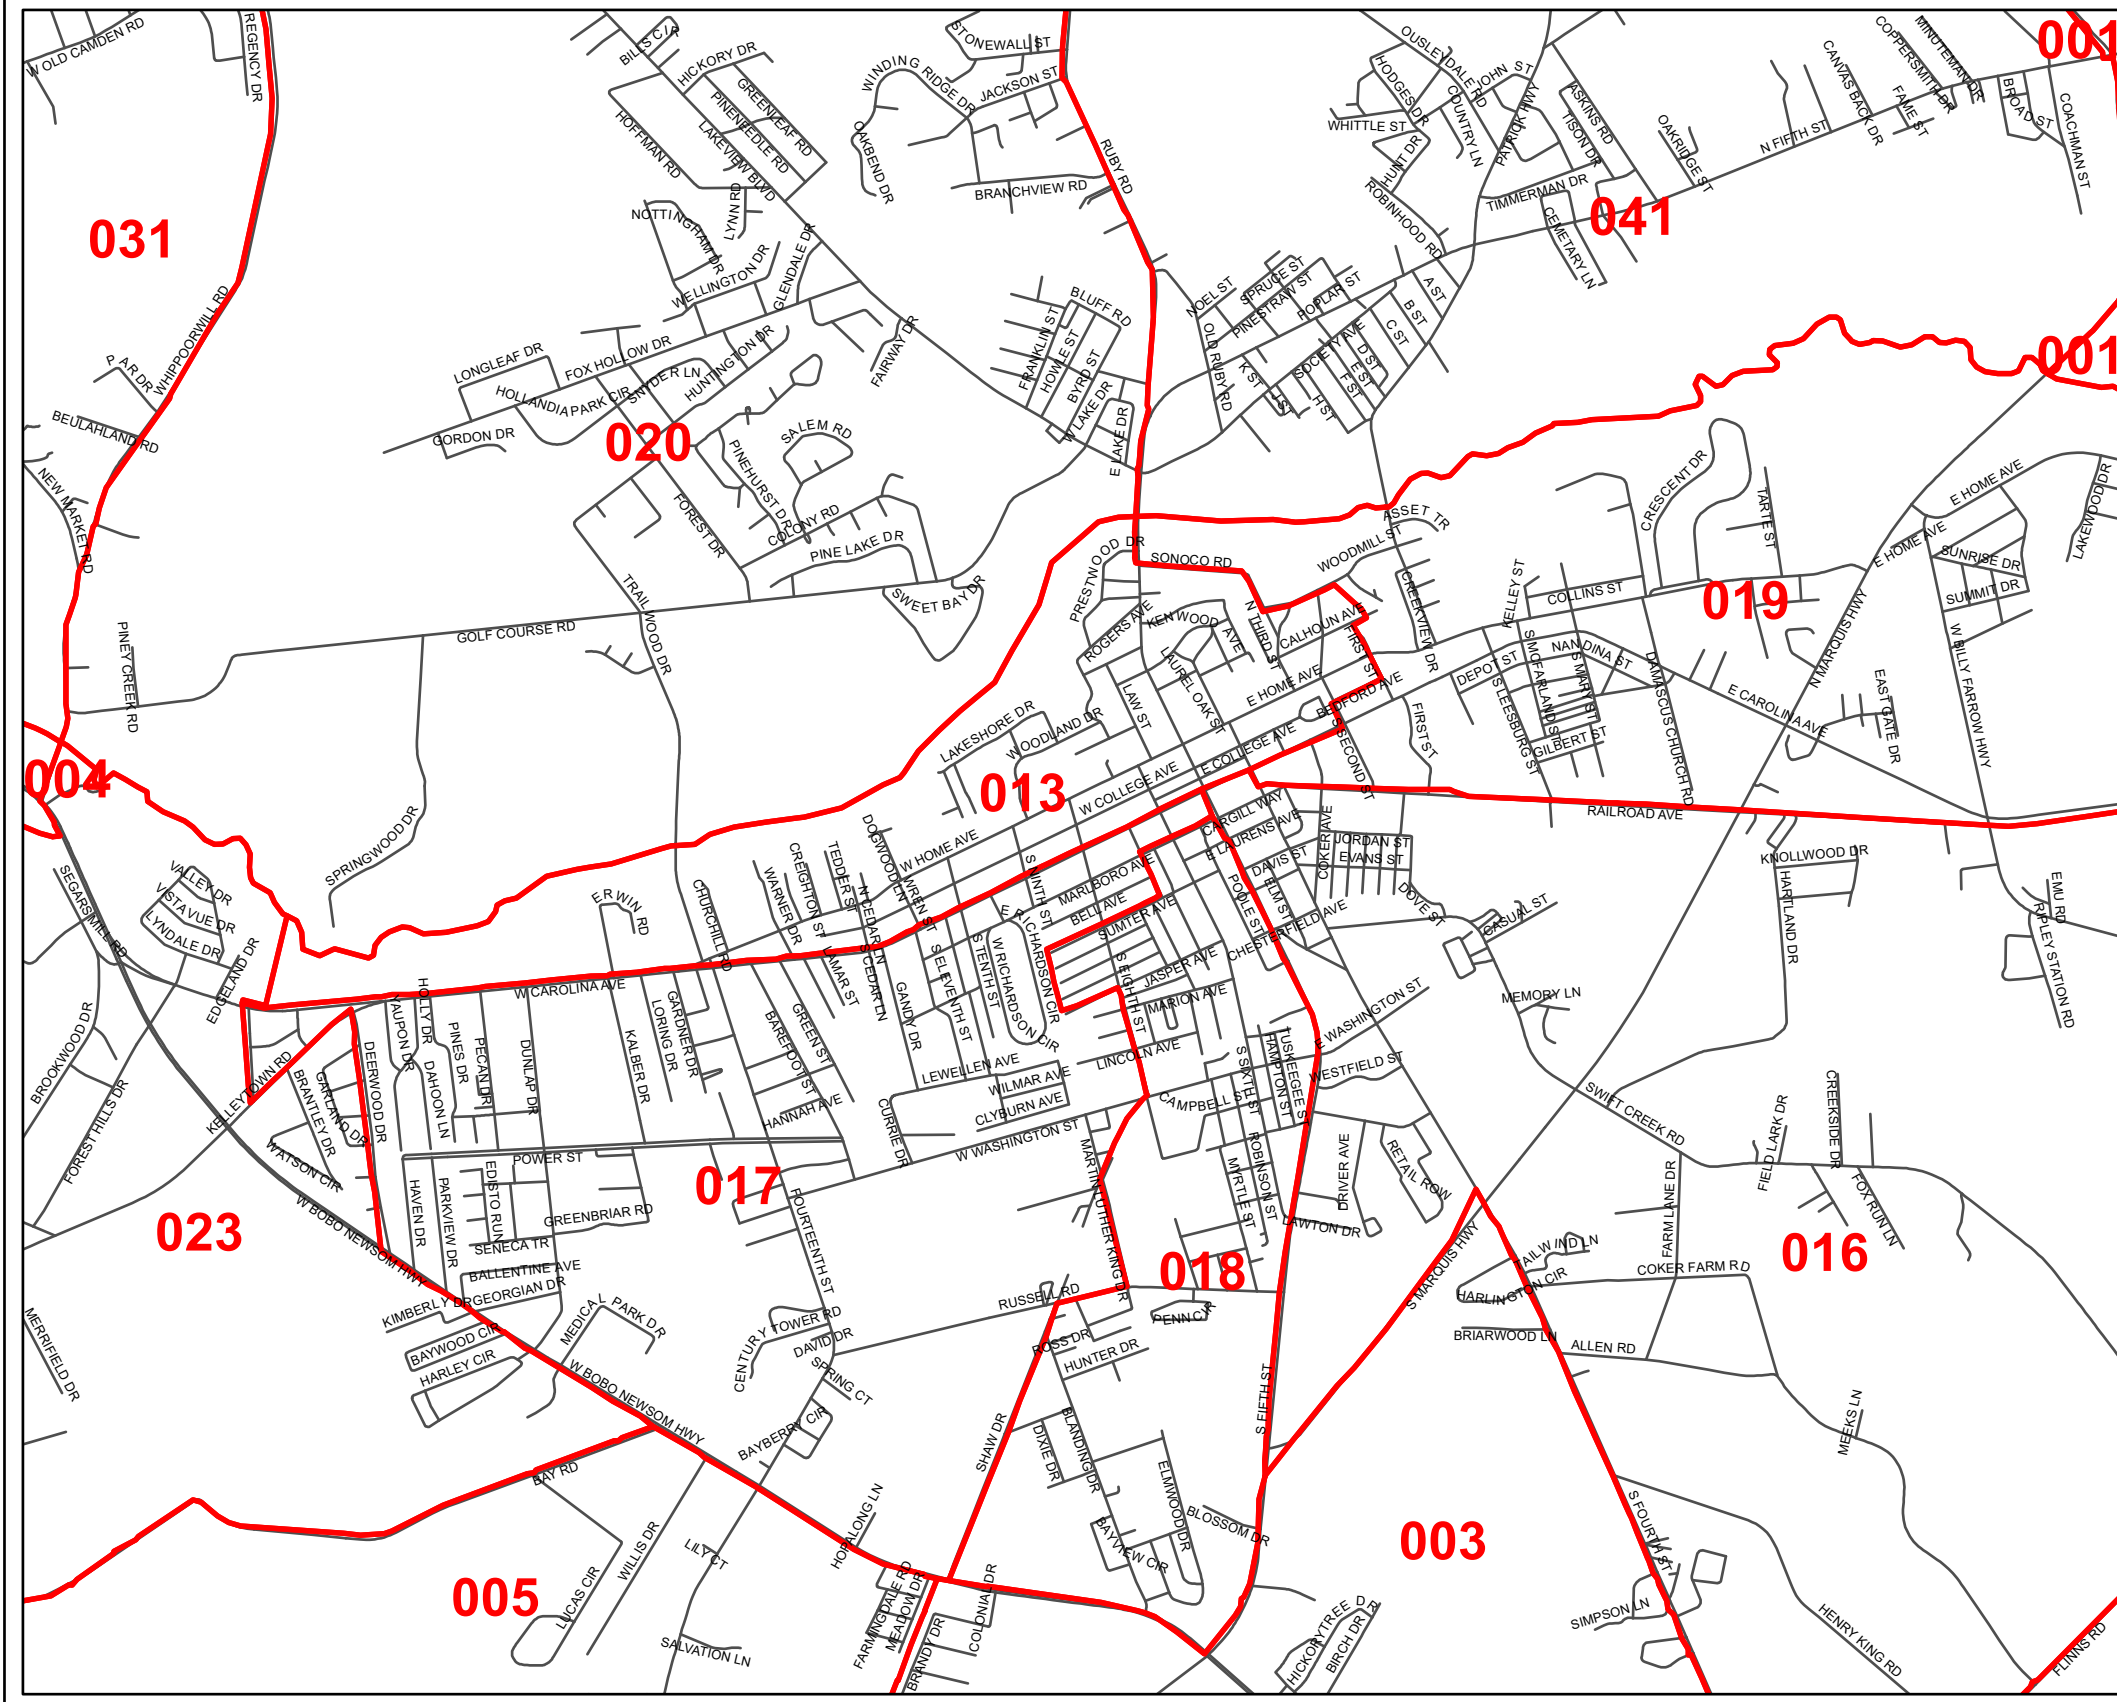 W OLD CAMDEN RD
REGENCY DR
BILLS CIR
HICKORY DR
GREENLEAF RD
PINENEEDLE RD
HOFFMAN RD
LAKEVIEW BLVD
WINDING RIDGE DR
STONEWALL ST
JACKSON ST
OAKBEND DR
BRANCHVIEW RD
RUBY RD
OUSLEYDALE RD
HODGES DR
JOHN ST
COUNTRY LN
WHITTLE ST
HUNT DR
PATRICK HWY
ASKINS RD
TISON DR
OAKRIDGE ST
N FIFTH ST
CANVAS BACK DR
COPPERSMITH DR
MINUTEMAN DR
FAME ST
BROAD ST
COACHMAN ST
001
031
041
ROBINHOOD RD
TIMMERMAN DR
CEMETARY LN
NOTTINGHAM DR
LYNN RD
WELLINGTON DR
GLENDALE DR
WHIPPOORWILL RD
PAR DR
BEULAHLAND RD
NEW MARKET RD
LONGLEAF DR
FOX HOLLOW DR
HOLLANDIA PARK CIR
SNYDER LN
HUNTINGTON DR
FAIRWAY DR
GORDON DR
020
BLUFF RD
FRANKLIN ST
HOWLE ST
BYRD ST
W LAKE DR
E LAKE DR
NOEL ST
SPRUCE ST
PINESTRAW ST
POPLAR ST
OLD RUBY RD
SOCIETY AVE
A ST
B ST
C ST
D ST
E ST
F ST
H ST
J ST
K ST
001
PINEHURST DR
SALEM RD
COLONY RD
PINE LAKE DR
FOREST DR
SWEET BAY DR
TRAILWOOD DR
GOLF COURSE RD
PINEY CREEK RD
PRESTWOOD DR
SONOCO RD
ASSET TR
WOODMILL ST
CREEKVIEW DR
KELLEY ST
COLLINS ST
CRESCENT DR
TARTE ST
019
E HOME AVE
E HOME AVE
LAKEWOOD DR
SUNRISE DR
SUMMIT DR
W BILLY FARROW HWY
N MARQUIS HWY
EAST GATE DR
ROGERS AVE
KENWOOD AVE
N THIRD ST
CALHOUN AVE
FIRST ST
LAUREL OAK ST
LAW ST
E HOME AVE
BEDFORD AVE
DEPOT ST
S MCFARLAND ST
S MARY ST
NANDINA ST
S LEESBURG ST
GILBERT ST
DAMASCUS CHURCH RD
E CAROLINA AVE
LAKESHORE DR
WOODLAND DR
013
W COLLEGE AVE
E COLLEGE AVE
S SECOND ST
FIRST ST
RAILROAD AVE
004
SPRINGWOOD DR
VALLEY DR
VISTA VUE DR
LYNDALE DR
SEGARS MILL RD
EDGELAND DR
ERWIN RD
CHURCHILL RD
WARNER DR
CREIGHTON ST
TEDDER ST
DOGWOOD LN
N CEDAR LN
WREN ST
W HOME AVE
S NINTH ST
MARLBORO AVE
BELL AVE
SUMTER AVE
CARGILL WAY
E LAURENS AVE
DAVIS ST
COKER AVE
JORDAN ST
EVANS ST
DOVE ST
CASUAL ST
KNOLLWOOD DR
HARTLAND DR
EMU RD
RIPLEY STATION RD
POOLE ST
ELM ST
CHESTERFIELD AVE
JASPER AVE
MARION AVE
S EIGHTH ST
E RICHARDSON CIR
W RICHARDSON CIR
S TENTH ST
S ELEVENTH ST
GANDY DR
S CEDAR LN
LAMAR ST
GREEN ST
BAREFOOT ST
W CAROLINA AVE
GARDNER DR
LORING DR
KALBER DR
DUNLAP DR
PECAN DR
PINES DR
HOLLY DR
YAUPON DR
DAHOON LN
DEERWOOD DR
GARLAND DR
BRANTLEY DR
KELLEYTOWN RD
WATSON CIR
BROOKWOOD DR
FOREST HILLS DR
LINCOLN AVE
LEWELLEN AVE
WILMAR AVE
CLYBURN AVE
CURRIE DR
HANNAH AVE
W WASHINGTON ST
E WASHINGTON ST
WESTFIELD ST
TUSKEEGEE ST
HAMPTON ST
S SIXTH ST
CAMPBELL ST
ROBINSON ST
MYRTLE ST
DRIVER AVE
RETAIL ROW
LAWTON DR
MEMORY LN
SWIFT CREEK RD
FIELD LARK DR
CREEKSIDE DR
FOX RUN LN
FARM LANE DR
COKER FARM RD
016
TAILWIND LN
HARLINGTON CIR
BRIARWOOD LN
ALLEN RD
S MARQUIS HWY
MARTIN LUTHER KING DR
018
PENN CIR
RUSSELL RD
ROSS DR
HUNTER DR
017
POWER ST
EDISTO RUN
HAVEN DR
PARKVIEW DR
GREENBRIAR RD
SENECA TR
BALLENTINE AVE
GEORGIAN DR
KIMBERLY DR
BAYWOOD CIR
HARLEY CIR
MEDICAL PARK DR
FOURTEENTH ST
CENTURY TOWER RD
DAVID DR
SPRING CT
BAYBERRY CIR
W BOBO NEWSOM HWY
W BOBO NEWSOM HWY
023
MERRIFIELD DR
BAY RD
005
LUCAS CIR
WILLIS DR
LILY CT
SALVATION LN
HOPALONG LN
FARMINGDALE RD
MEADOW DR
BRANDY DR
COLONIAL DR
SHAW DR
DIXIE DR
BLANDING DR
ELMWOOD DR
BAYVIEW CIR
BLOSSOM DR
S FIFTH ST
003
HICKORYTREE DR
BIRCH DR
S FOURTH ST
SIMPSON LN
MEEKS LN
HENRY KING RD
FLINNS RD